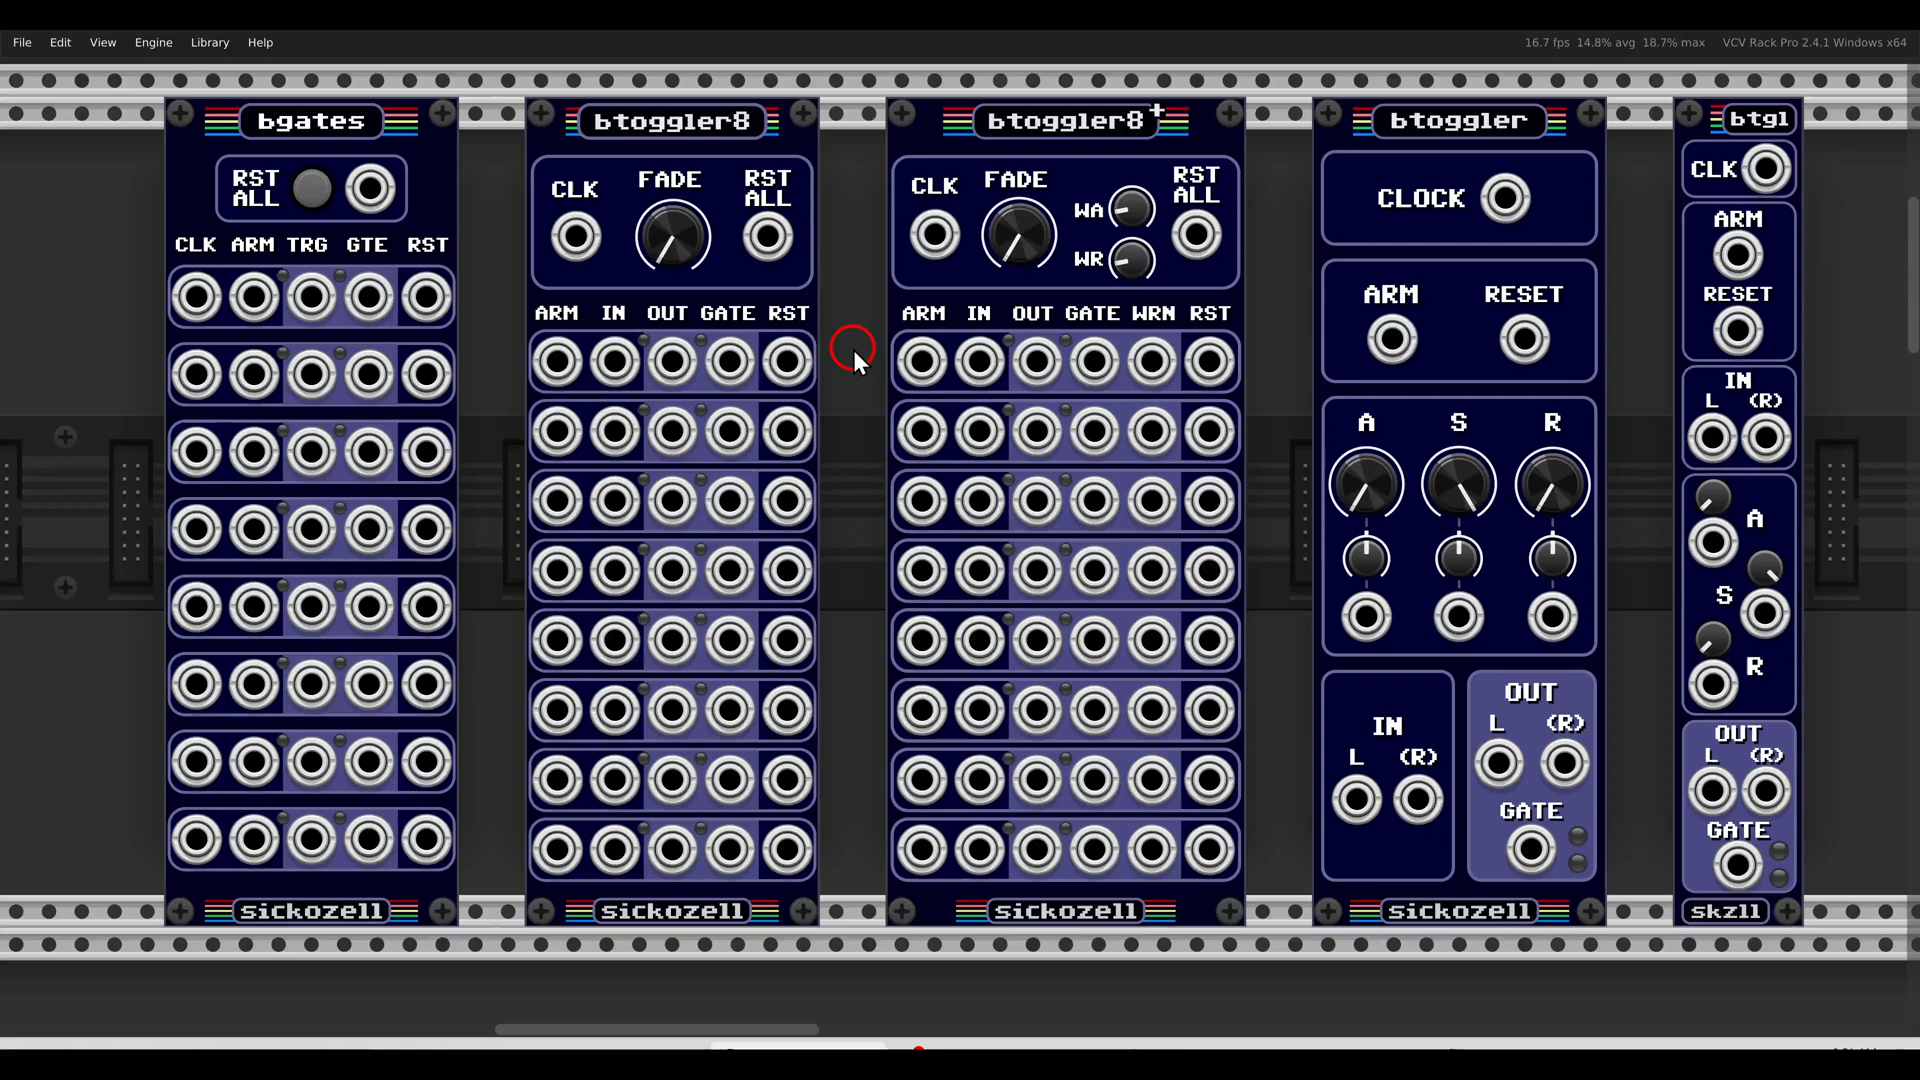 File Edit View Engine Library Help
16.7 fps 14.8% avg 18.7% max VCV Rack Pro 2.4.1 Windows x64
bgates
RST
ALL
CLK ARM TRG GTE RST
sickozell
btoggler8
CLK FADE RST
ALL
ARM IN OUT GATE RST
sickozell
btoggler8+
CLK FADE WA RST
ALL
WR
ARM IN OUT GATE WRN RST
sickozell
btoggler
CLOCK
ARM RESET
A S R
IN
L (R)
OUT
L (R)
GATE
sickozell
btgl
CLK
ARM
RESET
IN
L (R)
A
S
R
OUT
L (R)
GATE
skzll